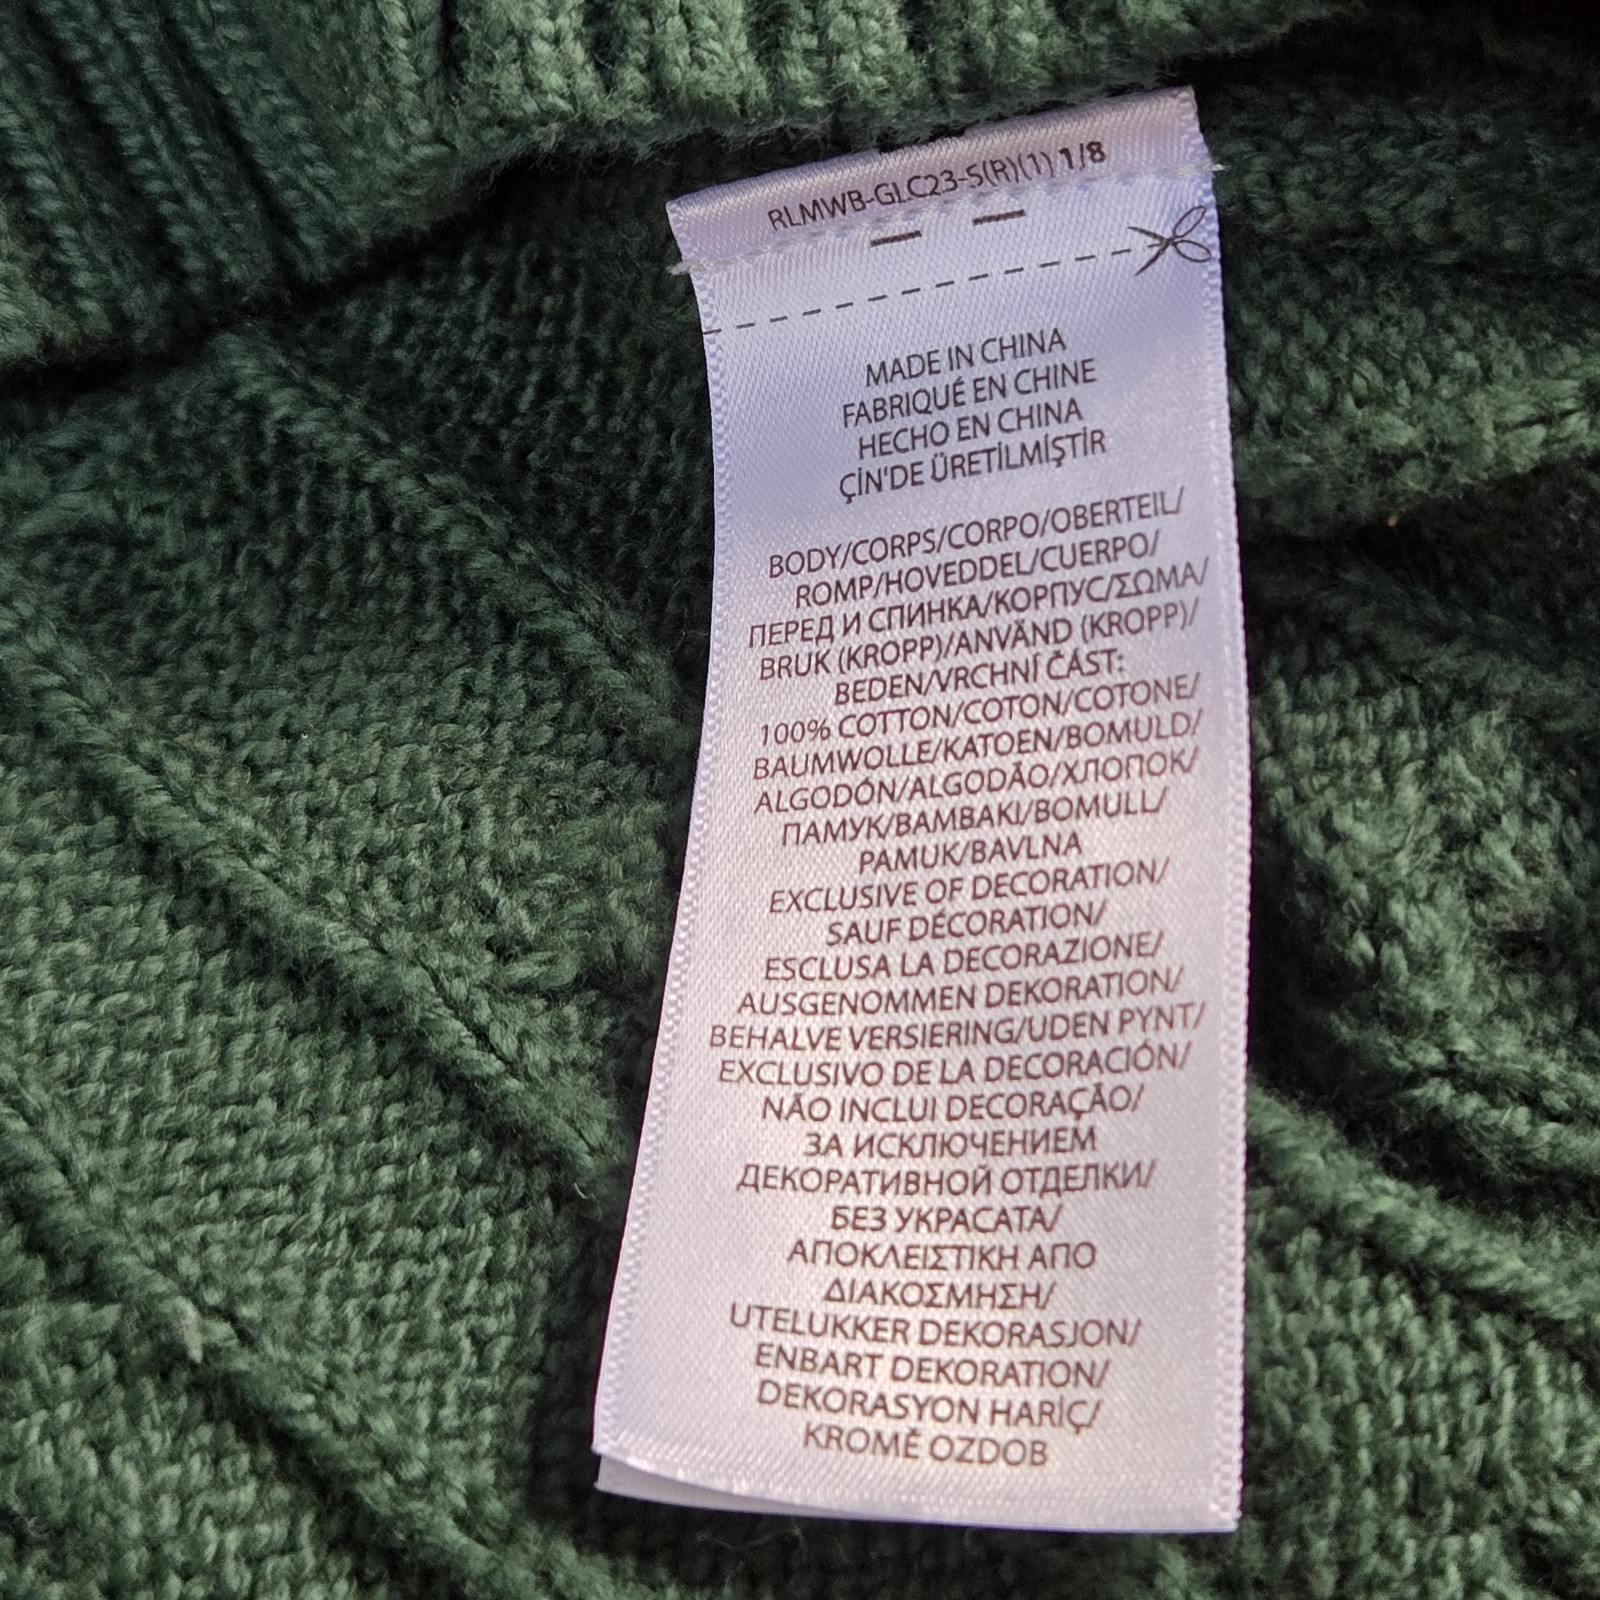 RLMWB-GLC23-S(R)(1) 1/8
MADE IN CHINA
FABRIQUÉ EN CHINE
HECHO EN CHINA
ÇİN'DE ÜRETİLMİŞTİR
BODY/CORPS/CORPO/OBERTEIL/
ROMP/HOVEDDEL/CUERPO/
ПЕРЕД И СПИНКА/КОРПУС/ΣΩΜΑ/
BRUK (KROPP)/ANVÄND (KROPP)/
BEDEN/VRCHNÍ ČÁST:
100% COTTON/COTON/COTONE/
BAUMWOLLE/KATOEN/BOMULD/
ALGODÓN/ALGODÃO/ХЛОПОК/
ПАМУК/ΒΑΜΒΑΚΙ/BOMULL/
PAMUK/BAVLNA
EXCLUSIVE OF DECORATION/
SAUF DÉCORATION/
ESCLUSA LA DECORAZIONE/
AUSGENOMMEN DEKORATION/
BEHALVE VERSIERING/UDEN PYNT/
EXCLUSIVO DE LA DECORACIÓN/
NÃO INCLUI DECORAÇÃO/
ЗА ИСКЛЮЧЕНИЕМ
ДЕКОРАТИВНОЙ ОТДЕЛКИ/
БЕЗ УКРАСАТА/
ΑΠΟΚΛΕΙΣΤΙΚΗ ΑΠΟ
ΔΙΑΚΟΣΜΗΣΗ/
UTELUKKER DEKORASJON/
ENBART DEKORATION/
DEKORASYON HARİÇ/
KROMĚ OZDOB